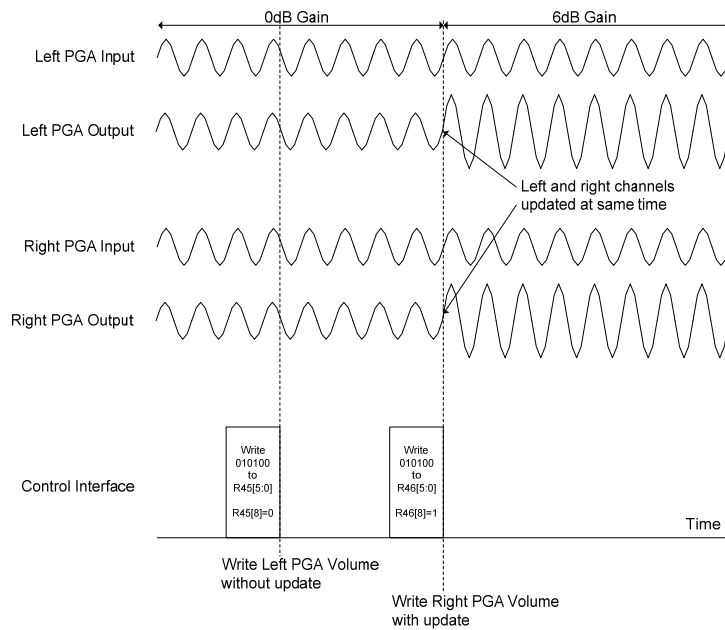 0dB Gain
6dB Gain
Left PGA Input
Left PGA Output
Left and right channels
updated at same time
Right PGA Input
Right PGA Output
Control Interface
Write
010100
to
R45[5:0]
R45[8]=0
Write
010100
to
R46[5:0]
R46[8]=1
Time
Write Left PGA Volume
without update
Write Right PGA Volume
with update